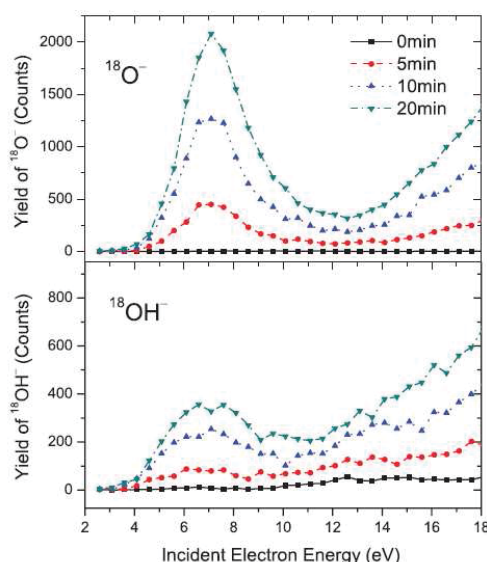 2000
1500
1000
500
0
Yield of ¹⁸O⁻ (Counts)
¹⁸O⁻
0min
5min
10min
20min
800
600
400
200
0
Yield of ¹⁸OH⁻ (Counts)
¹⁸OH⁻
2 4 6 8 10 12 14 16 18
Incident Electron Energy (eV)